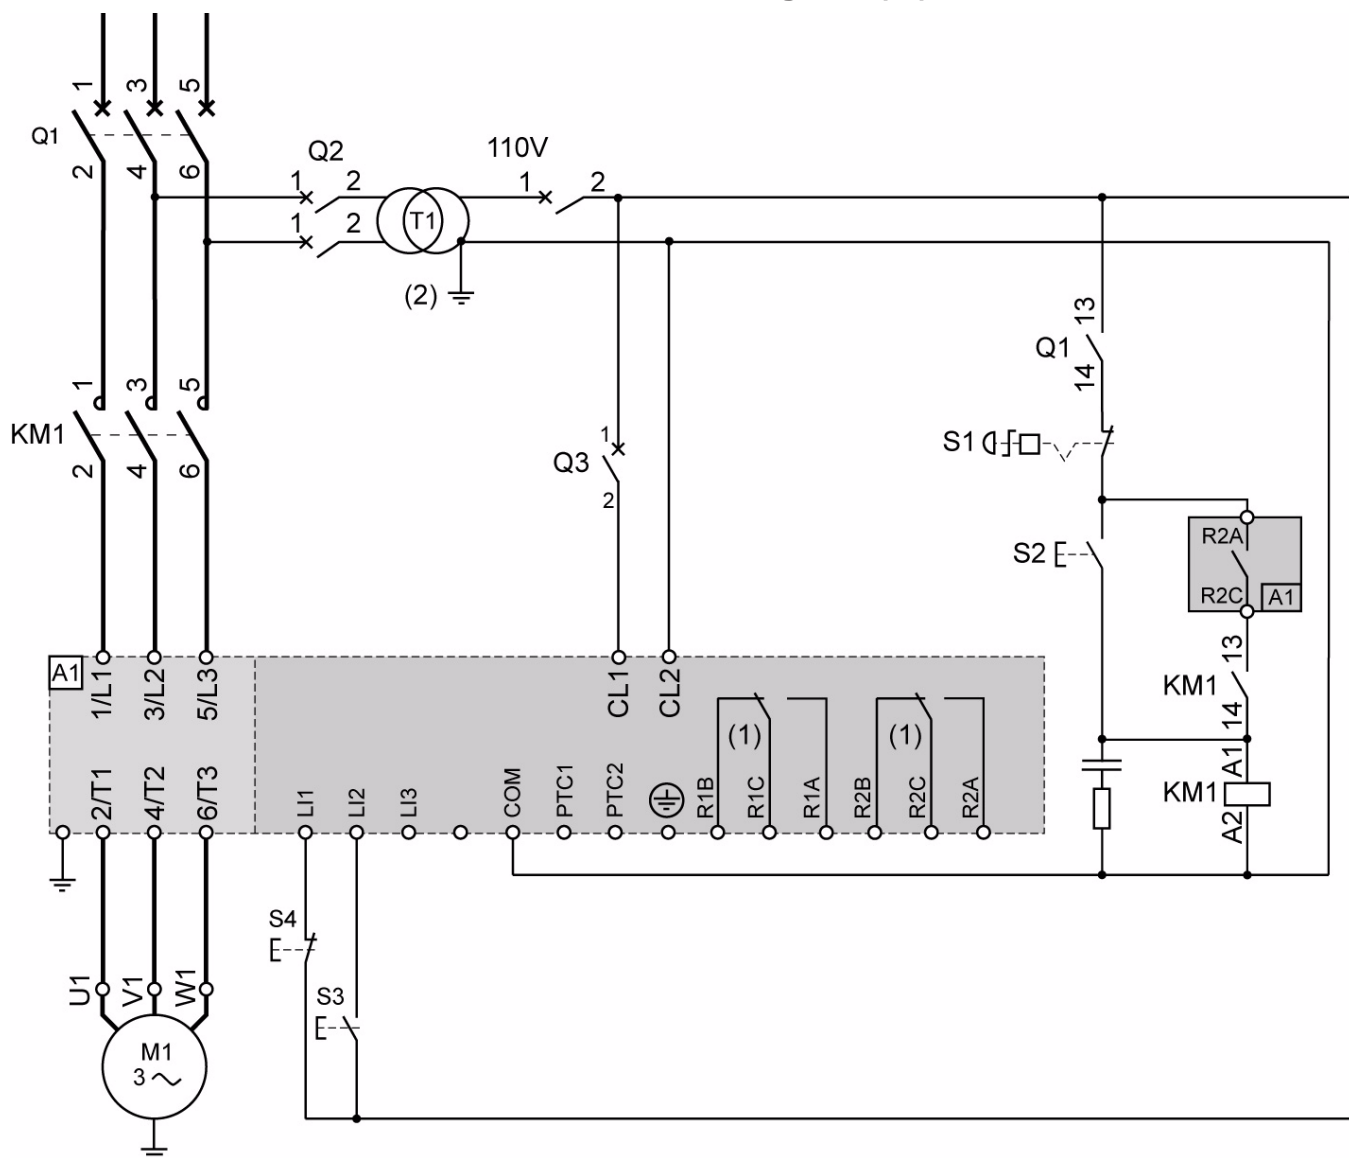 1 3 5
Q1
2 4 6
Q2
1 2
1 2
T1
(2)
110V
1 2
1 3 5
KM1
2 4 6
Q3
1
2
13
Q1
14
S1
S2
R2A
R2C A1
13
KM1
14
A1
KM1
A2
A1
1/L1 3/L2 5/L3
2/T1 4/T2 6/T3
CL1 CL2
(1) (1)
LI1 LI2 LI3 COM PTC1 PTC2 R1B R1C R1A R2B R2C R2A
S4
S3
U1 V1 W1
M1
3